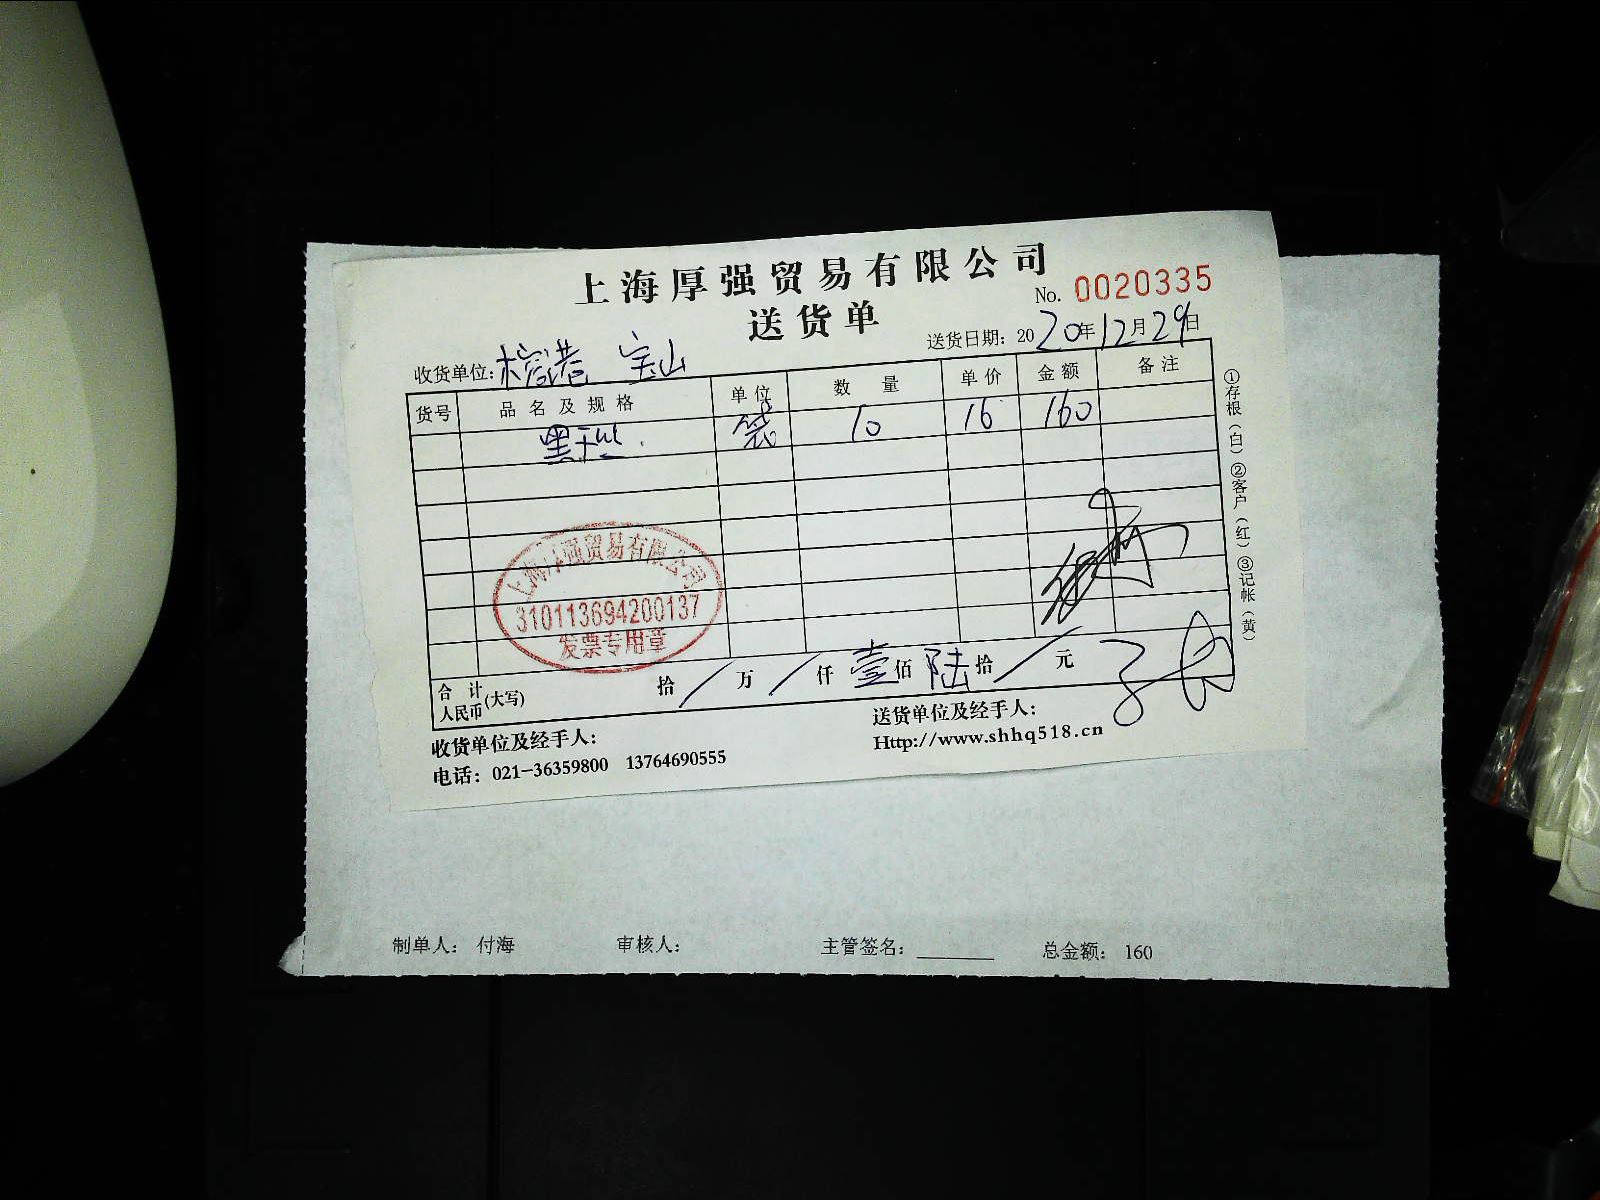 上海厚强贸易有限公司
No. 0020335
送货单
送货日期: 2020年12月29日
收货单位: 榕港 宝山
货号 品名及规格 单位 数量 单价 金额 备注
黑千丝 袋 10 16 160
①存根(白)②客户(红)③记帐(黄)
上海厚强贸易有限公司
310113694200137
发票专用章
合计人民币(大写) 拾 / 万 / 仟 壹 佰 陆 拾 / 元
收货单位及经手人:
送货单位及经手人:
电话: 021-36359800 13764690555
Http://www.shhq518.cn
制单人: 付海 审核人: 主管签名: 总金额: 160